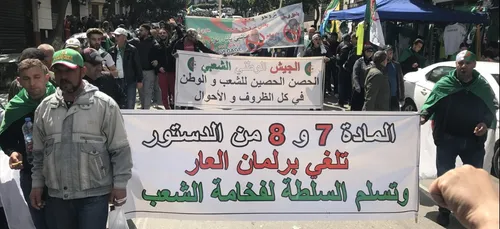 الجيش الوطني الشعبي
الحصن الحصين للشعب و الوطن
في كل الظروف و الأحوال
المادة 7 و 8 من الدستور
تلغي برلمان العار
وتسلم السلطة لفخامة الشعب